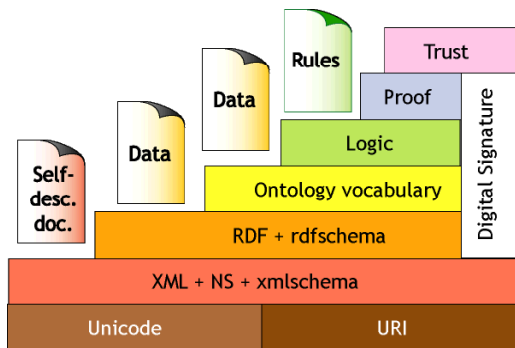 Trust
Rules
Proof
Data
Logic
Digital Signature
Data
Self-
desc.
doc.
Ontology vocabulary
RDF + rdfschema
XML + NS + xmlschema
Unicode
URI